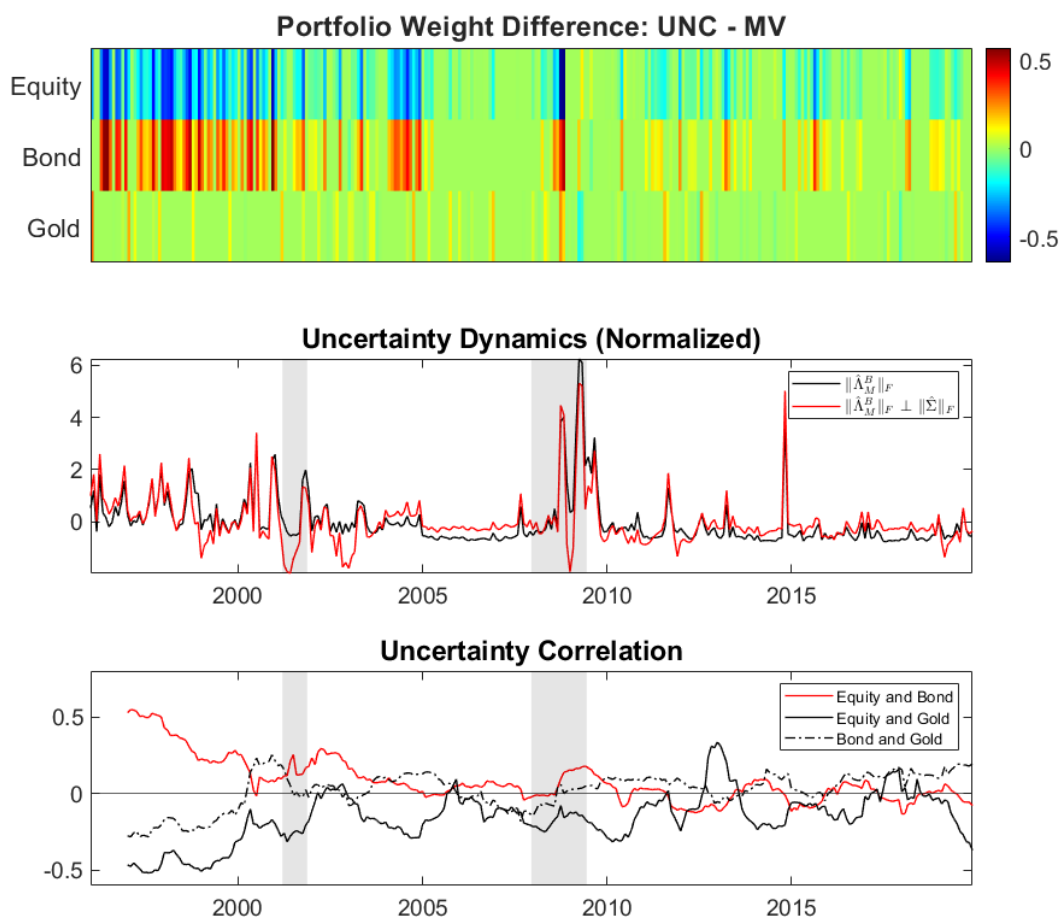 Portfolio Weight Difference: UNC - MV
Equity
Bond
Gold
0.5
0
-0.5
Uncertainty Dynamics (Normalized)
6
4
2
0
‖Λ̂_M^B‖_F
‖Λ̂_M^B‖_F ⊥ ‖Σ̂‖_F
2000 2005 2010 2015
Uncertainty Correlation
0.5
0
-0.5
Equity and Bond
Equity and Gold
Bond and Gold
2000 2005 2010 2015